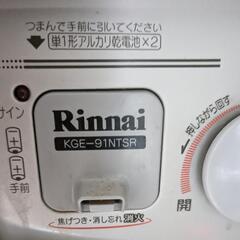 つまんで手前に引いてください
単1形アルカリ乾電池×2
サイン
Rinnai
KGE-91NTSR
手前
押しながら回す
開
焦げつき・消し忘れ 消火